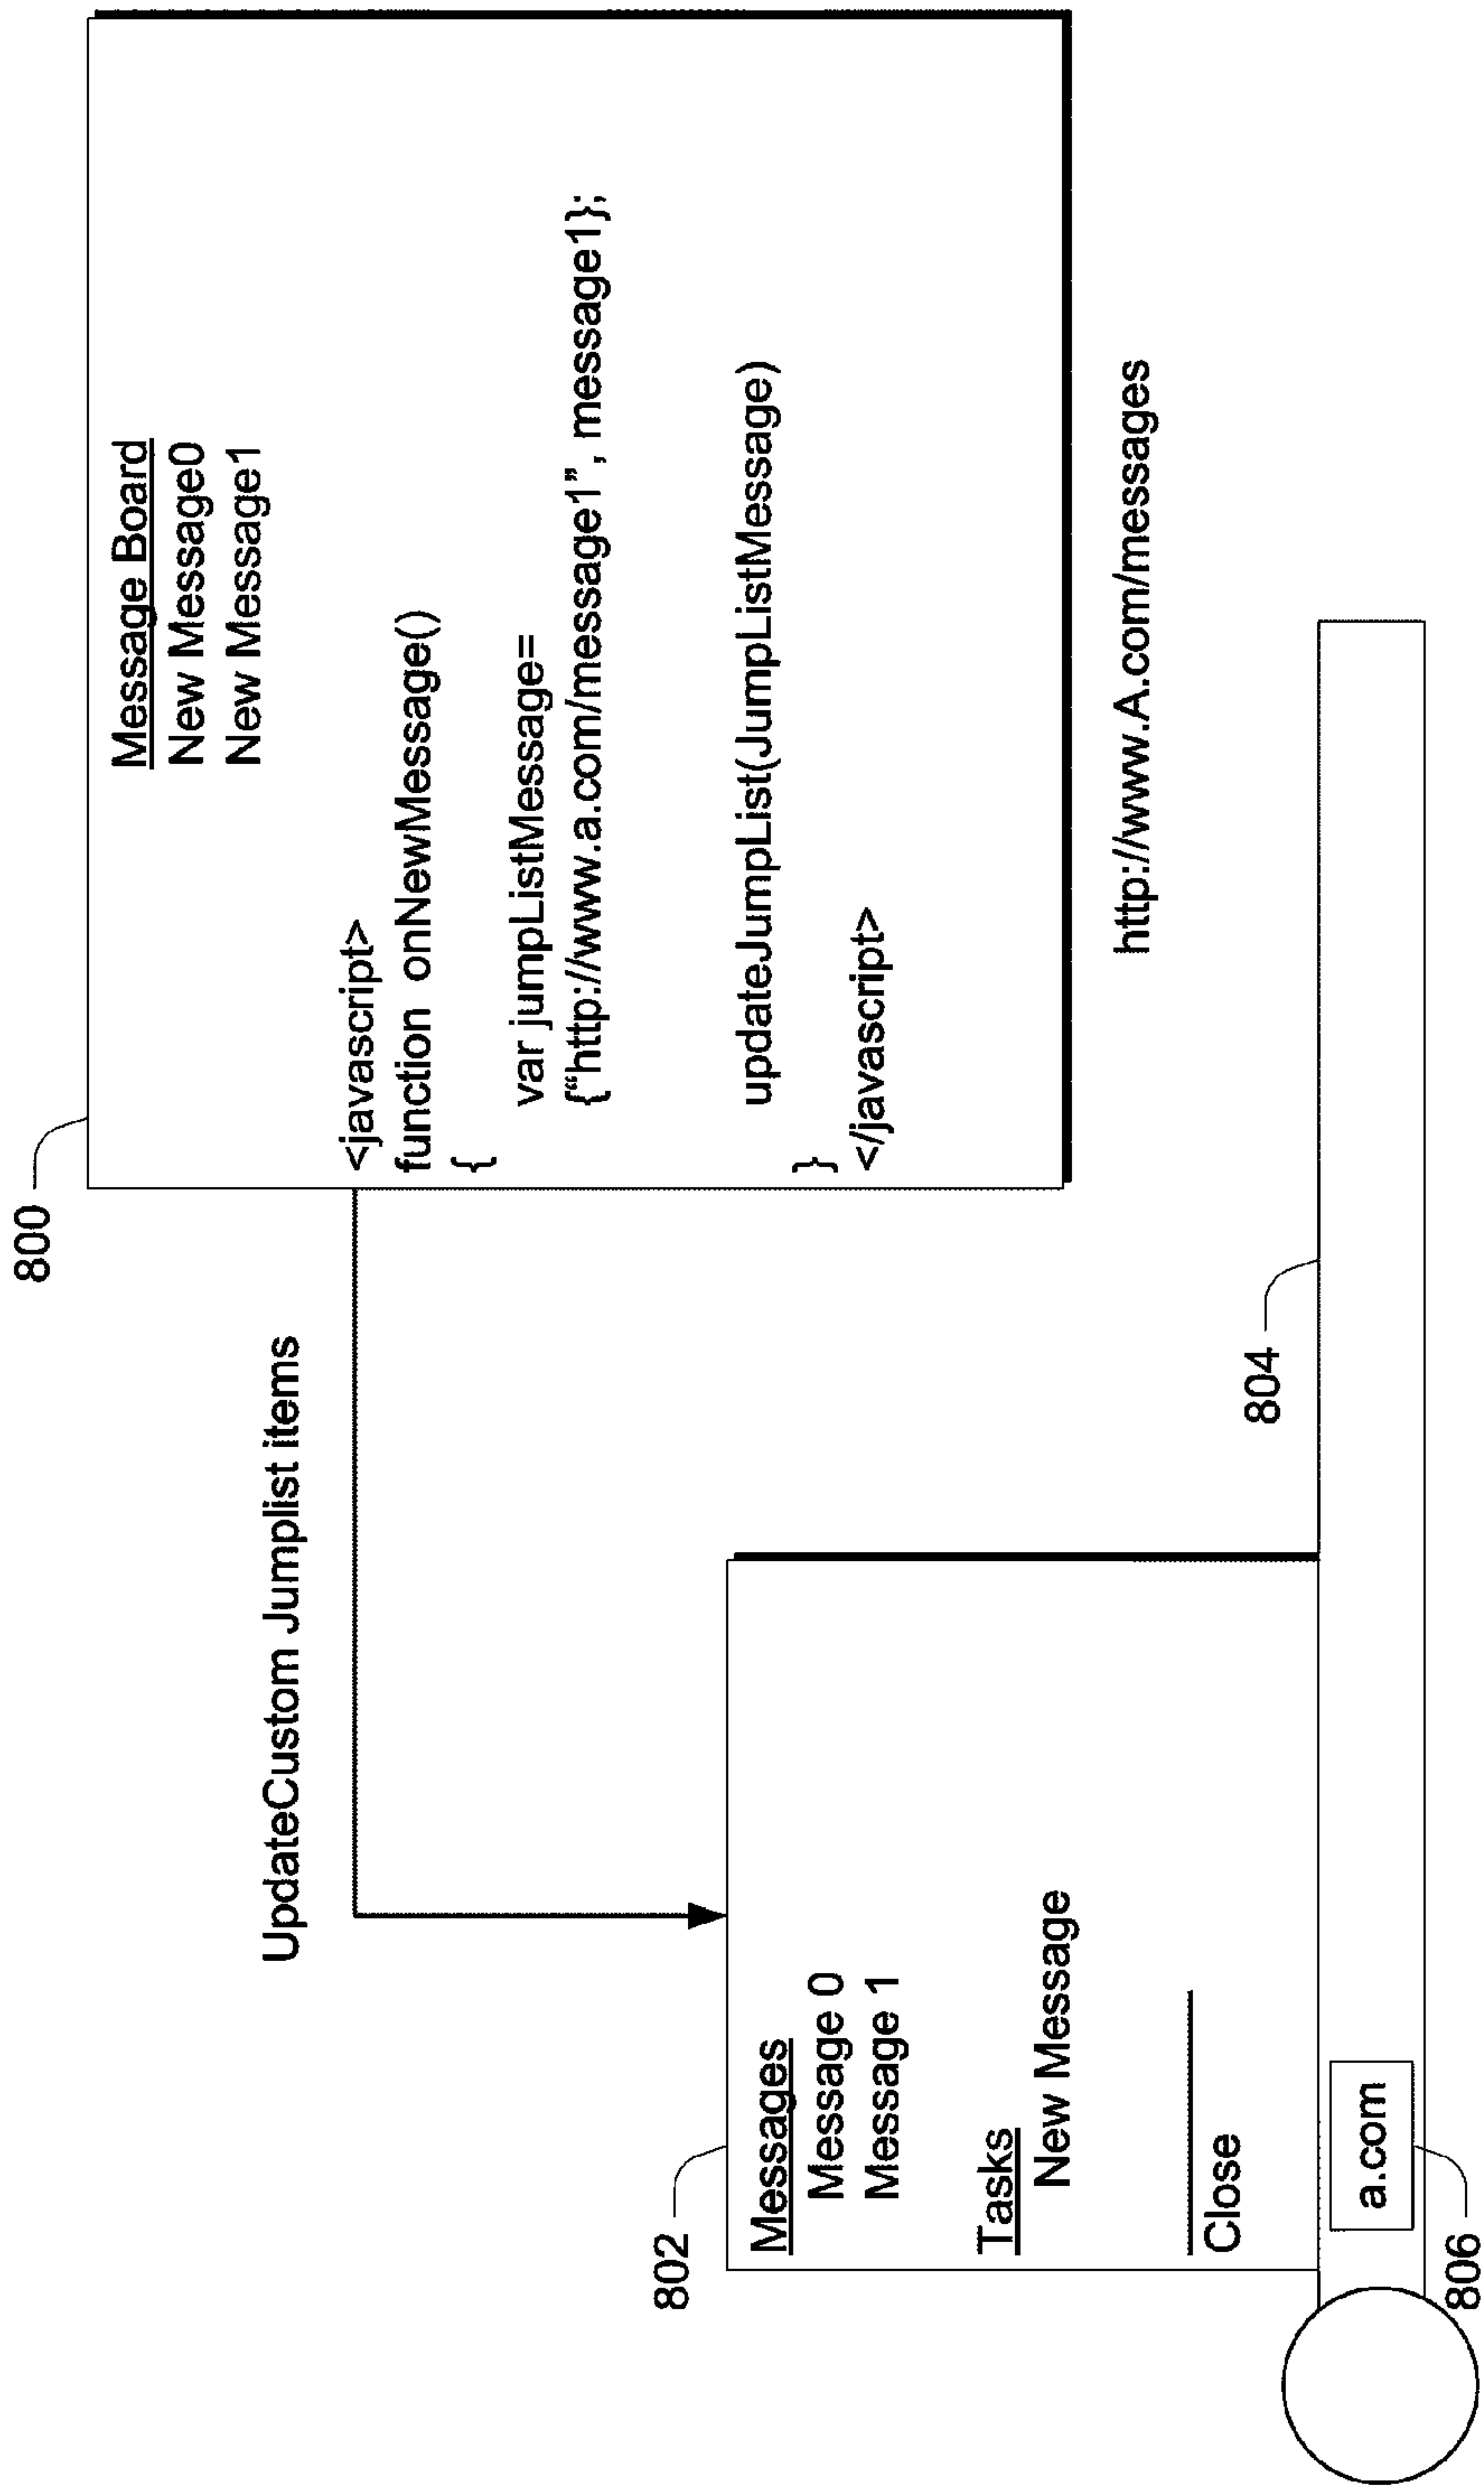 800
Message Board
New Message0
New Message1
<javascript>
function onNewMessage()
{
var jumpListMessage=
{“http://www.a.com/message1”, message1};
updateJumpList(JumpListMessage)
}
</javascript>
http://www.A.com/messages
UpdateCustom Jumplist items
802
Messages
Message 0
Message 1
Tasks
New Message
Close
804
a.com
806